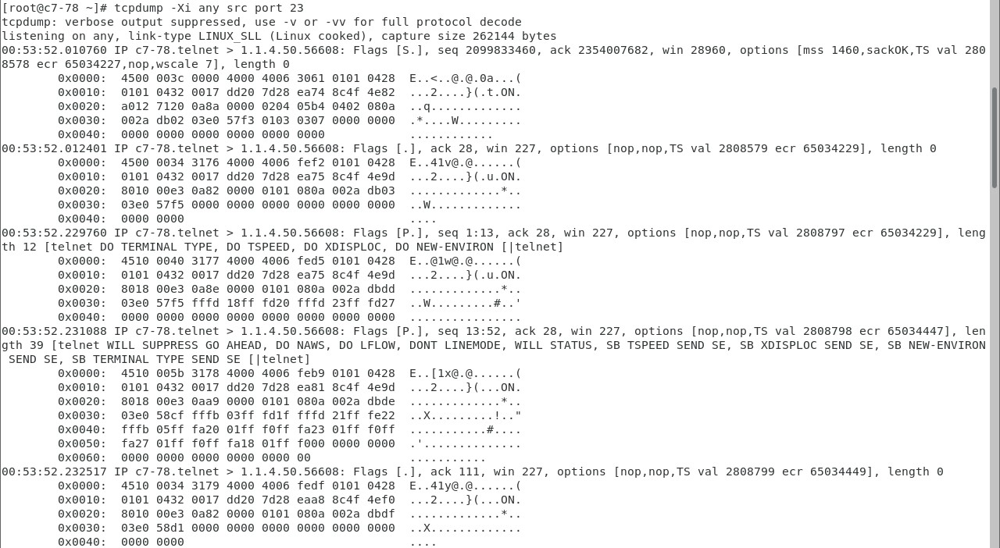 [root@c7-78 ~]# tcpdump -Xi any src port 23
tcpdump: verbose output suppressed, use -v or -vv for full protocol decode
listening on any, link-type LINUX_SLL (Linux cooked), capture size 262144 bytes
00:53:52.010760 IP c7-78.telnet > 1.1.4.50.56608: Flags [S.], seq 2099833460, ack 2354007682, win 28960, options [mss 1460,sackOK,TS val 280
8578 ecr 65034227,nop,wscale 7], length 0
        0x0000:  4500 003c 0000 4000 4006 3061 0101 0428  E..<..@.@.0a...(
        0x0010:  0101 0432 0017 dd20 7d28 ea74 8c4f 4e82  ...2....}(.t.ON.
        0x0020:  a012 7120 0a8a 0000 0204 05b4 0402 080a  ..q.............
        0x0030:  002a db02 03e0 57f3 0103 0307 0000 0000  .*....W.........
        0x0040:  0000 0000 0000 0000 0000 0000            ............
00:53:52.012401 IP c7-78.telnet > 1.1.4.50.56608: Flags [.], ack 28, win 227, options [nop,nop,TS val 2808579 ecr 65034229], length 0
        0x0000:  4500 0034 3176 4000 4006 fef2 0101 0428  E..41v@.@......(
        0x0010:  0101 0432 0017 dd20 7d28 ea75 8c4f 4e9d  ...2....}(.u.ON.
        0x0020:  8010 00e3 0a82 0000 0101 080a 002a db03  .............*..
        0x0030:  03e0 57f5 0000 0000 0000 0000 0000 0000  ..W.............
        0x0040:  0000 0000                                ....
00:53:52.229760 IP c7-78.telnet > 1.1.4.50.56608: Flags [P.], seq 1:13, ack 28, win 227, options [nop,nop,TS val 2808797 ecr 65034229], leng
th 12 [telnet DO TERMINAL TYPE, DO TSPEED, DO XDISPLOC, DO NEW-ENVIRON [|telnet]
        0x0000:  4510 0040 3177 4000 4006 fed5 0101 0428  E..@1w@.@......(
        0x0010:  0101 0432 0017 dd20 7d28 ea75 8c4f 4e9d  ...2....}(.u.ON.
        0x0020:  8018 00e3 0a8e 0000 0101 080a 002a dbdd  .............*..
        0x0030:  03e0 57f5 fffd 18ff fd20 fffd 23ff fd27  ..W.........#..'
        0x0040:  0000 0000 0000 0000 0000 0000 0000 0000  ................
00:53:52.231088 IP c7-78.telnet > 1.1.4.50.56608: Flags [P.], seq 13:52, ack 28, win 227, options [nop,nop,TS val 2808798 ecr 65034447], len
gth 39 [telnet WILL SUPPRESS GO AHEAD, DO NAWS, DO LFLOW, DONT LINEMODE, WILL STATUS, SB TSPEED SEND SE, SB XDISPLOC SEND SE, SB NEW-ENVIRON
 SEND SE, SB TERMINAL TYPE SEND SE [|telnet]
        0x0000:  4510 005b 3178 4000 4006 feb9 0101 0428  E..[1x@.@......(
        0x0010:  0101 0432 0017 dd20 7d28 ea81 8c4f 4e9d  ...2....}(...ON.
        0x0020:  8018 00e3 0aa9 0000 0101 080a 002a dbde  .............*..
        0x0030:  03e0 58cf fffb 03ff fd1f fffd 21ff fe22  ..X.........!.."
        0x0040:  fffb 05ff fa20 01ff f0ff fa23 01ff f0ff  ...........#....
        0x0050:  fa27 01ff f0ff fa18 01ff f000 0000 0000  .'..............
        0x0060:  0000 0000 0000 0000 0000 00              ...........
00:53:52.232517 IP c7-78.telnet > 1.1.4.50.56608: Flags [.], ack 111, win 227, options [nop,nop,TS val 2808799 ecr 65034449], length 0
        0x0000:  4510 0034 3179 4000 4006 fedf 0101 0428  E..41y@.@......(
        0x0010:  0101 0432 0017 dd20 7d28 eaa8 8c4f 4ef0  ...2....}(...ON.
        0x0020:  8010 00e3 0a82 0000 0101 080a 002a dbdf  .............*..
        0x0030:  03e0 58d1 0000 0000 0000 0000 0000 0000  ..X.............
        0x0040:  0000 0000                                ....